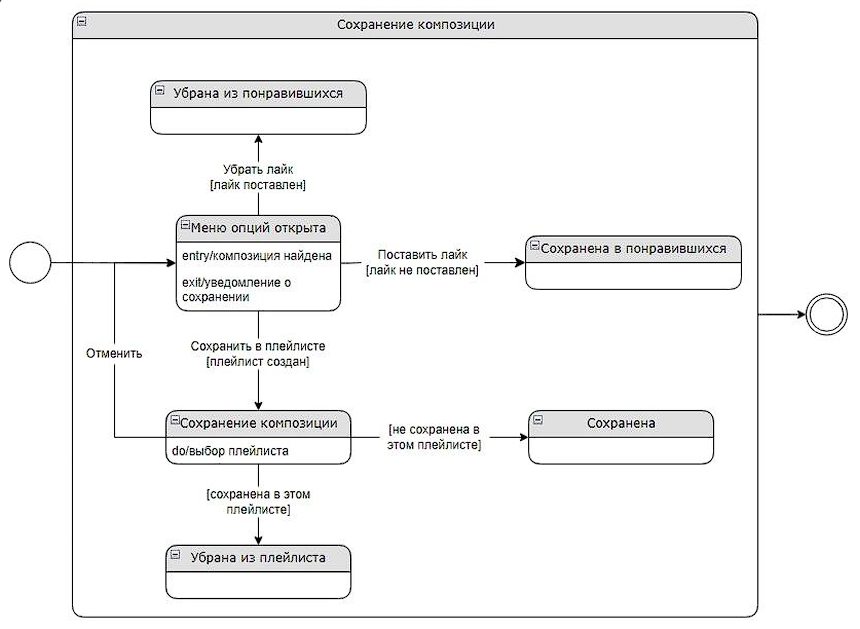 Сохранение композиции
Убрана из понравившихся
Убрать лайк
[лайк поставлен]
Меню опций открыта
entry/композиция найдена
exit/уведомление о
сохранении
Поставить лайк
[лайк не поставлен]
Сохранена в понравившихся
Сохранить в плейлисте
[плейлист создан]
Отменить
Сохранение композиции
do/выбор плейлиста
[не сохранена в
этом плейлисте]
Сохранена
[сохранена в этом
плейлисте]
Убрана из плейлиста